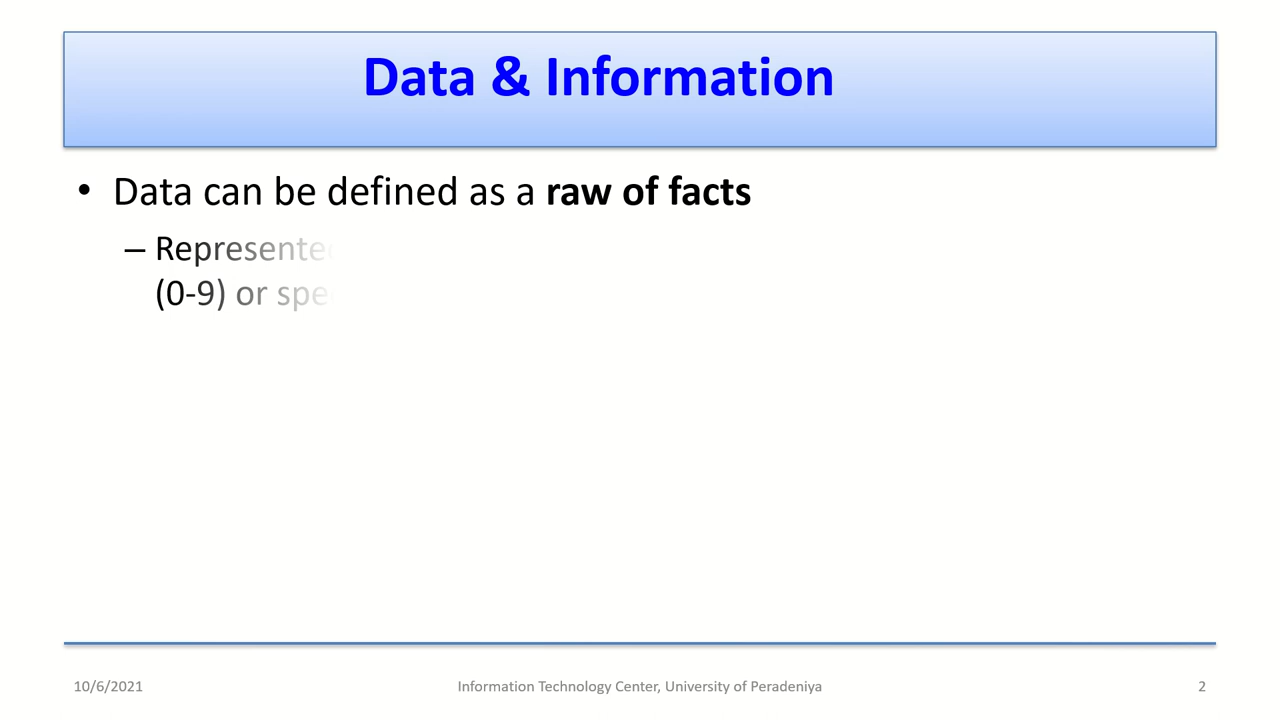 Data & Information
• Data can be defined as a raw of facts
– Represented
(0-9) or spe
10/6/2021
Information Technology Center, University of Peradeniya
2